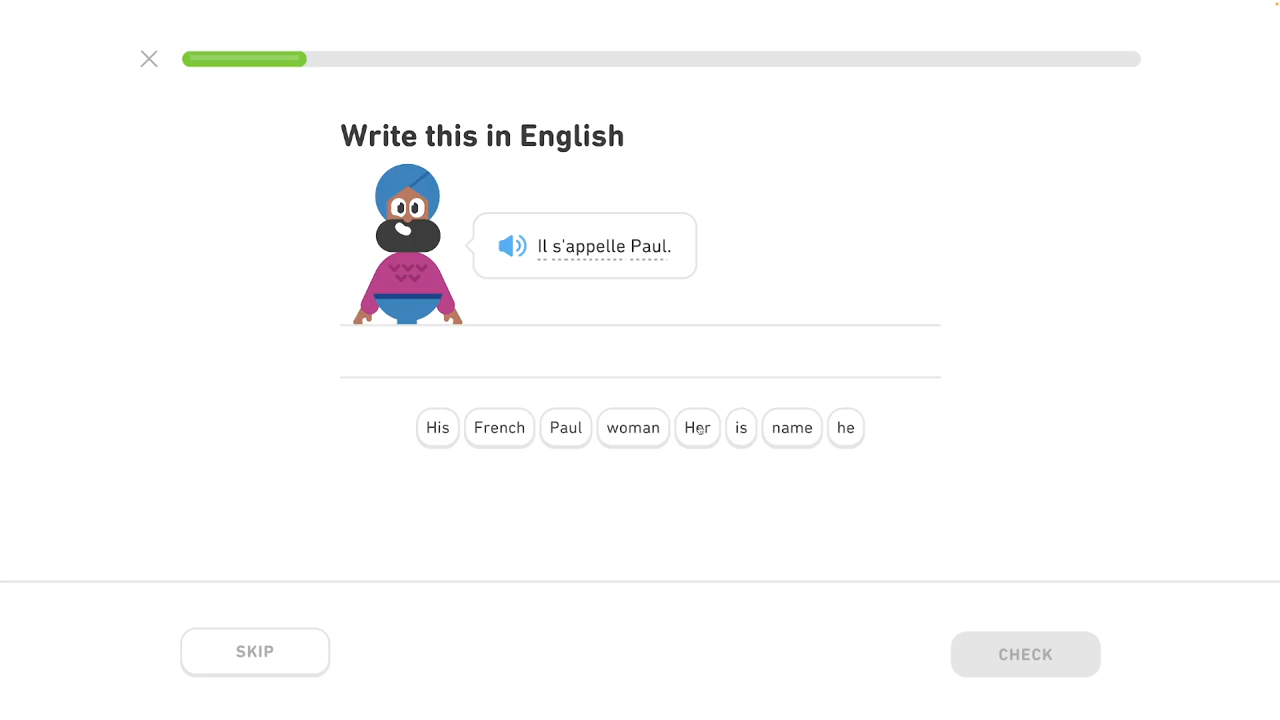 Write this in English
Il s'appelle Paul.
His French Paul woman Her is name he
SKIP
CHECK